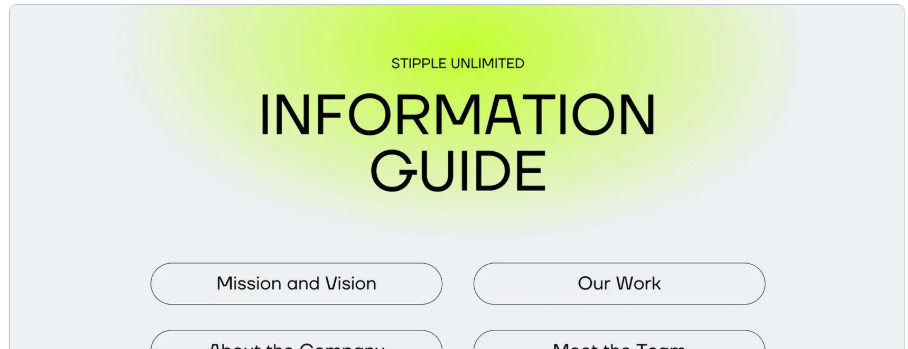 STIPPLE UNLIMITED
INFORMATION
GUIDE
Mission and Vision
Our Work
About the Company
Meet the Team